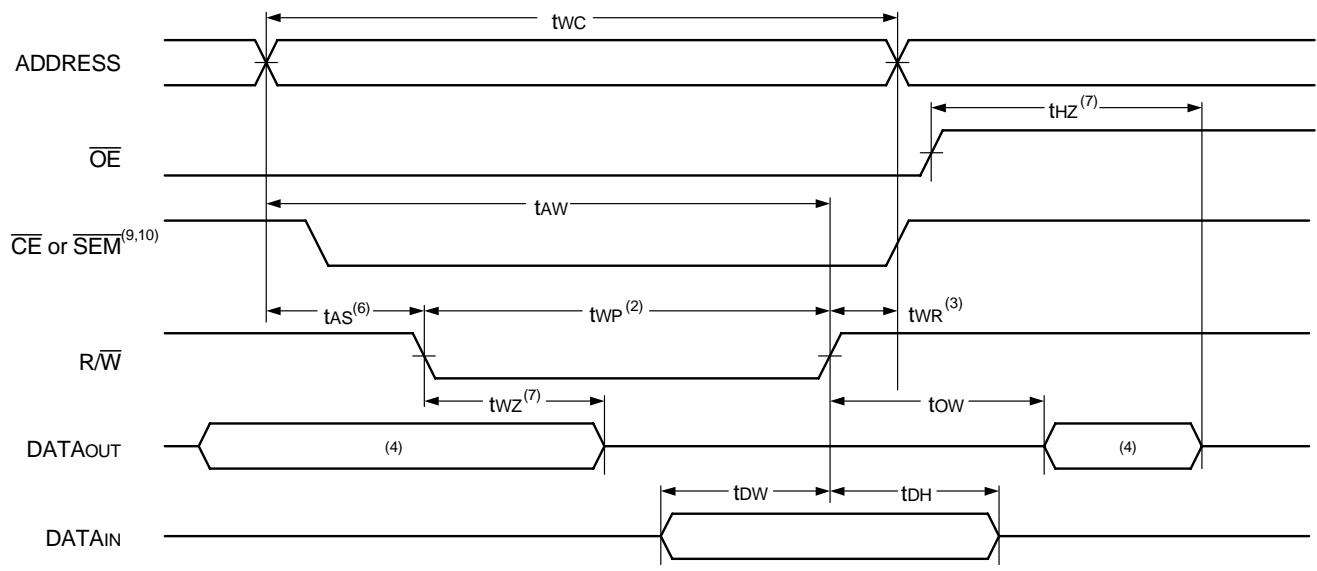 tWC
ADDRESS
tHZ(7)
OE
tAW
CE or SEM(9,10)
tAS(6)
tWP(2)
tWR(3)
R/W
tWZ(7)
tOW
DATAOUT
(4)
(4)
tDW
tDH
DATAIN